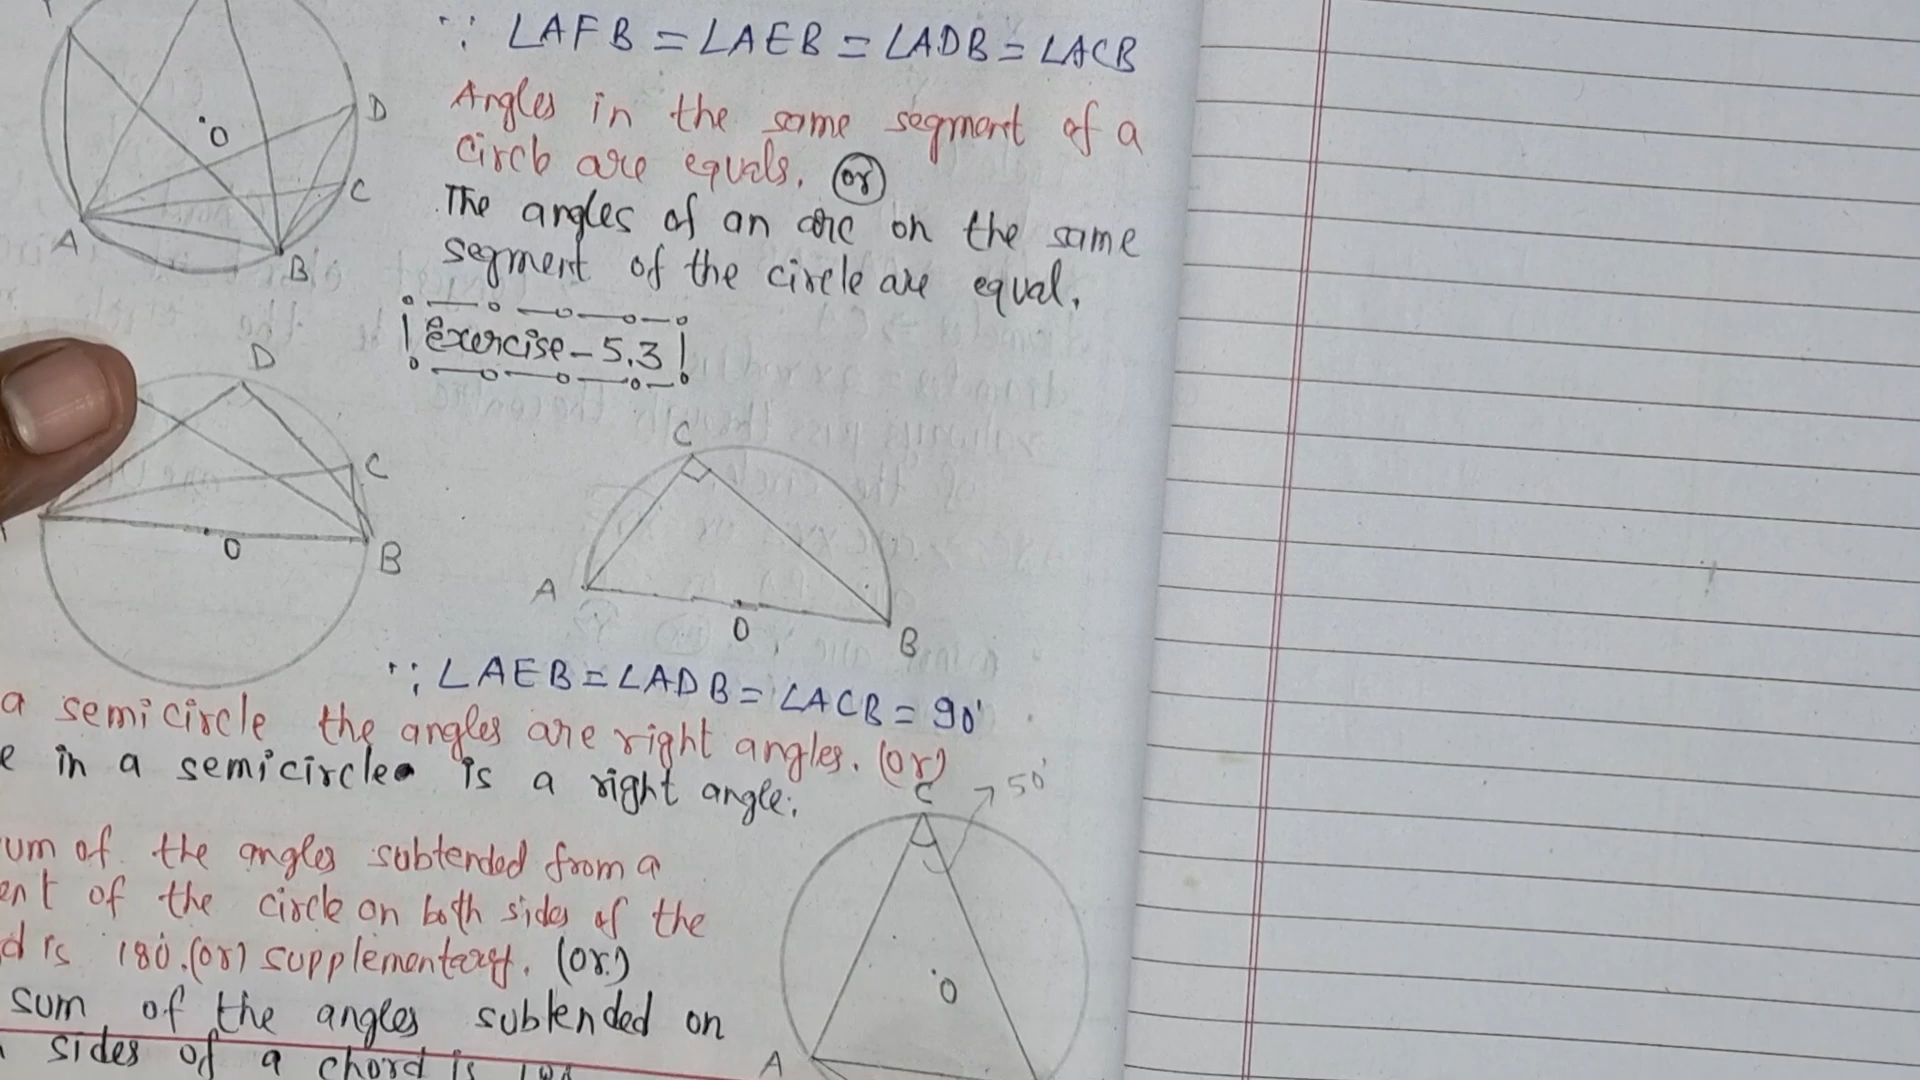 ∵ ∠AFB = ∠AEB = ∠ADB = ∠ACB
Angles in the same segment of a
circle are equals. (or)
The angles of an arc on the same
segment of the circle are equal.
D
O
C
A
B
exercise - 5.3
D
C
O
B
C
A
O
B
∵ ∠AEB = ∠ADB = ∠ACB = 90°
a semicircle the angles are right angles. (or)
e in a semicircle is a right angle.
C 50°
um of the angles subtended from a
ent of the circle on both sides of the
d is 180°. (or) supplementary. (or)
sum of the angles subtended on
sides of a chord is
O
A